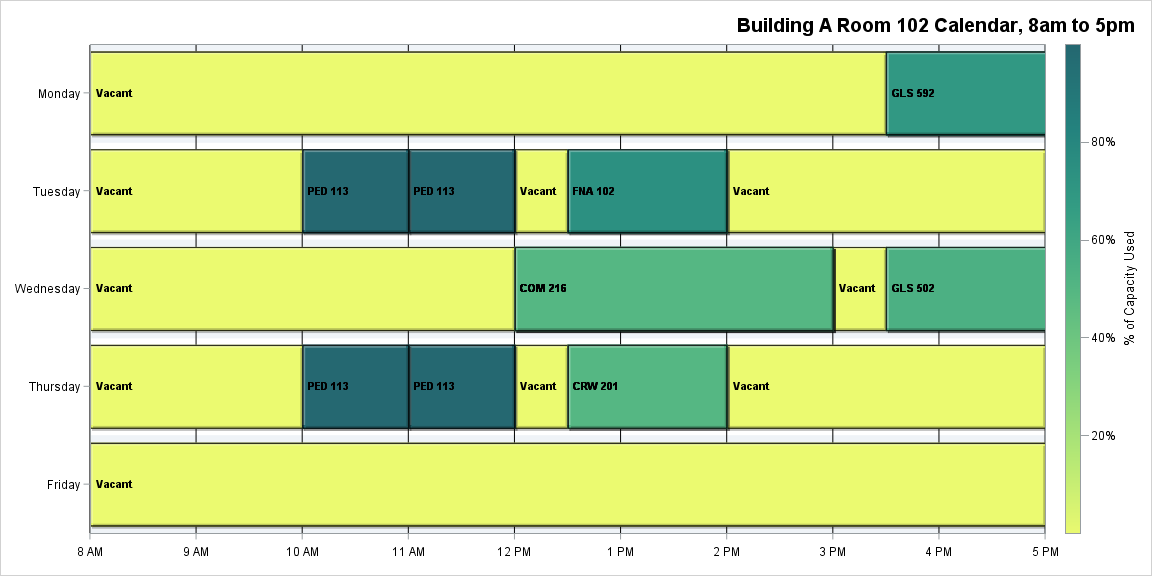 Building A Room 102 Calendar, 8am to 5pm
Monday
Vacant
GLS 592
Tuesday
Vacant
PED 113
PED 113
Vacant
FNA 102
Vacant
Wednesday
Vacant
COM 216
Vacant
GLS 502
Thursday
Vacant
PED 113
PED 113
Vacant
CRW 201
Vacant
Friday
Vacant
8 AM
9 AM
10 AM
11 AM
12 PM
1 PM
2 PM
3 PM
4 PM
5 PM
80%
60%
40%
20%
% of Capacity Used